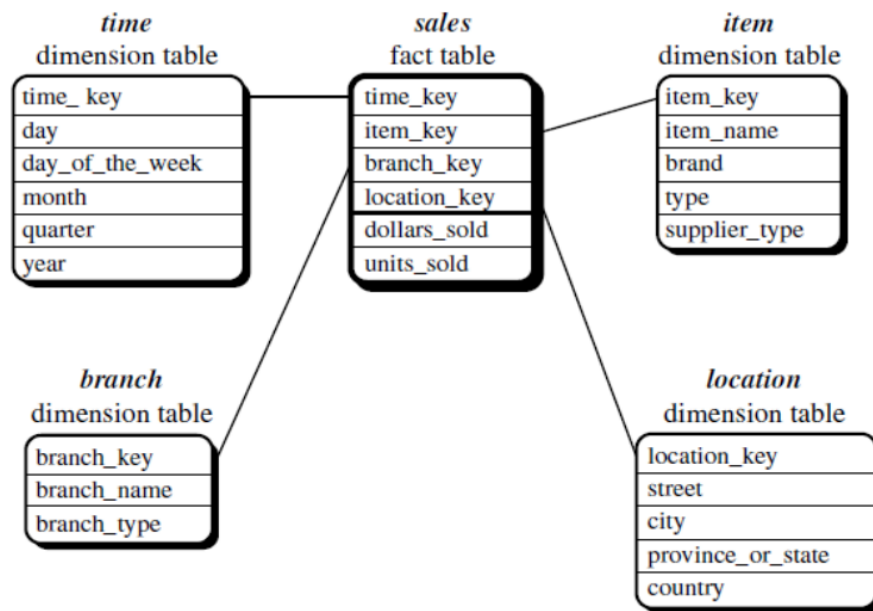 time
dimension table
time_ key
day
day_of_the_week
month
quarter
year
sales
fact table
time_key
item_key
branch_key
location_key
dollars_sold
units_sold
item
dimension table
item_key
item_name
brand
type
supplier_type
branch
dimension table
branch_key
branch_name
branch_type
location
dimension table
location_key
street
city
province_or_state
country